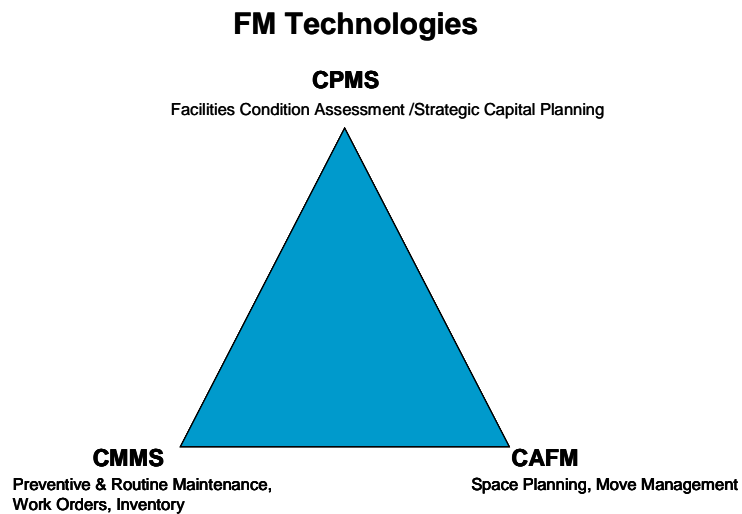 FM Technologies
CPMS
Facilities Condition Assessment /Strategic Capital Planning
CMMS
Preventive & Routine Maintenance,
Work Orders, Inventory
CAFM
Space Planning, Move Management